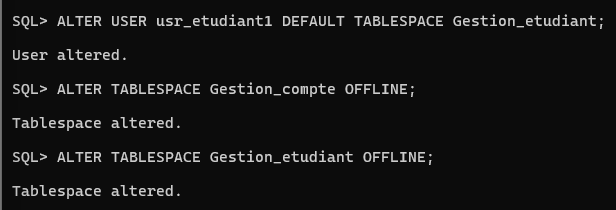 SQL> ALTER USER usr_etudiant1 DEFAULT TABLESPACE Gestion_etudiant;
User altered.
SQL> ALTER TABLESPACE Gestion_compte OFFLINE;
Tablespace altered.
SQL> ALTER TABLESPACE Gestion_etudiant OFFLINE;
Tablespace altered.